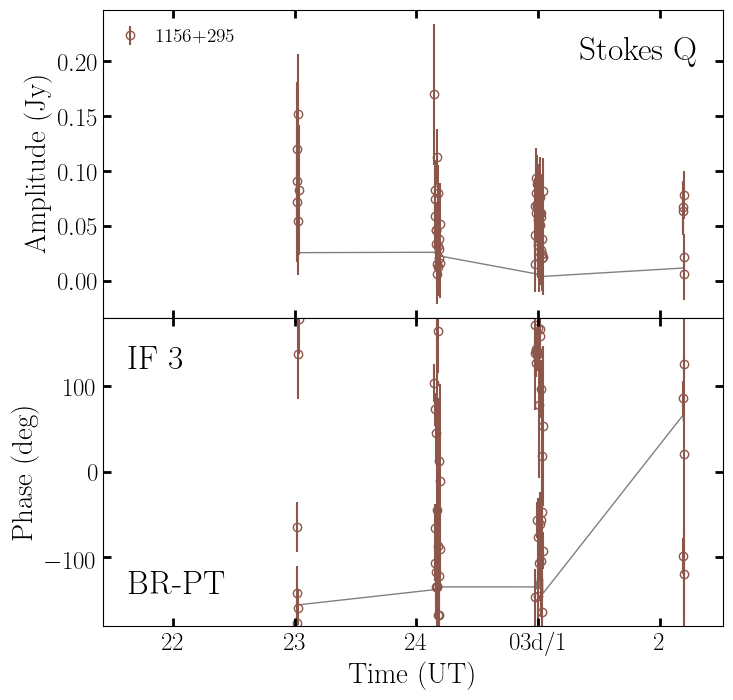 1156+295
Stokes Q
Amplitude (Jy)
0.20
0.15
0.10
0.05
0.00
IF 3
Phase (deg)
100
0
−100
BR-PT
22 23 24 03d/1 2
Time (UT)